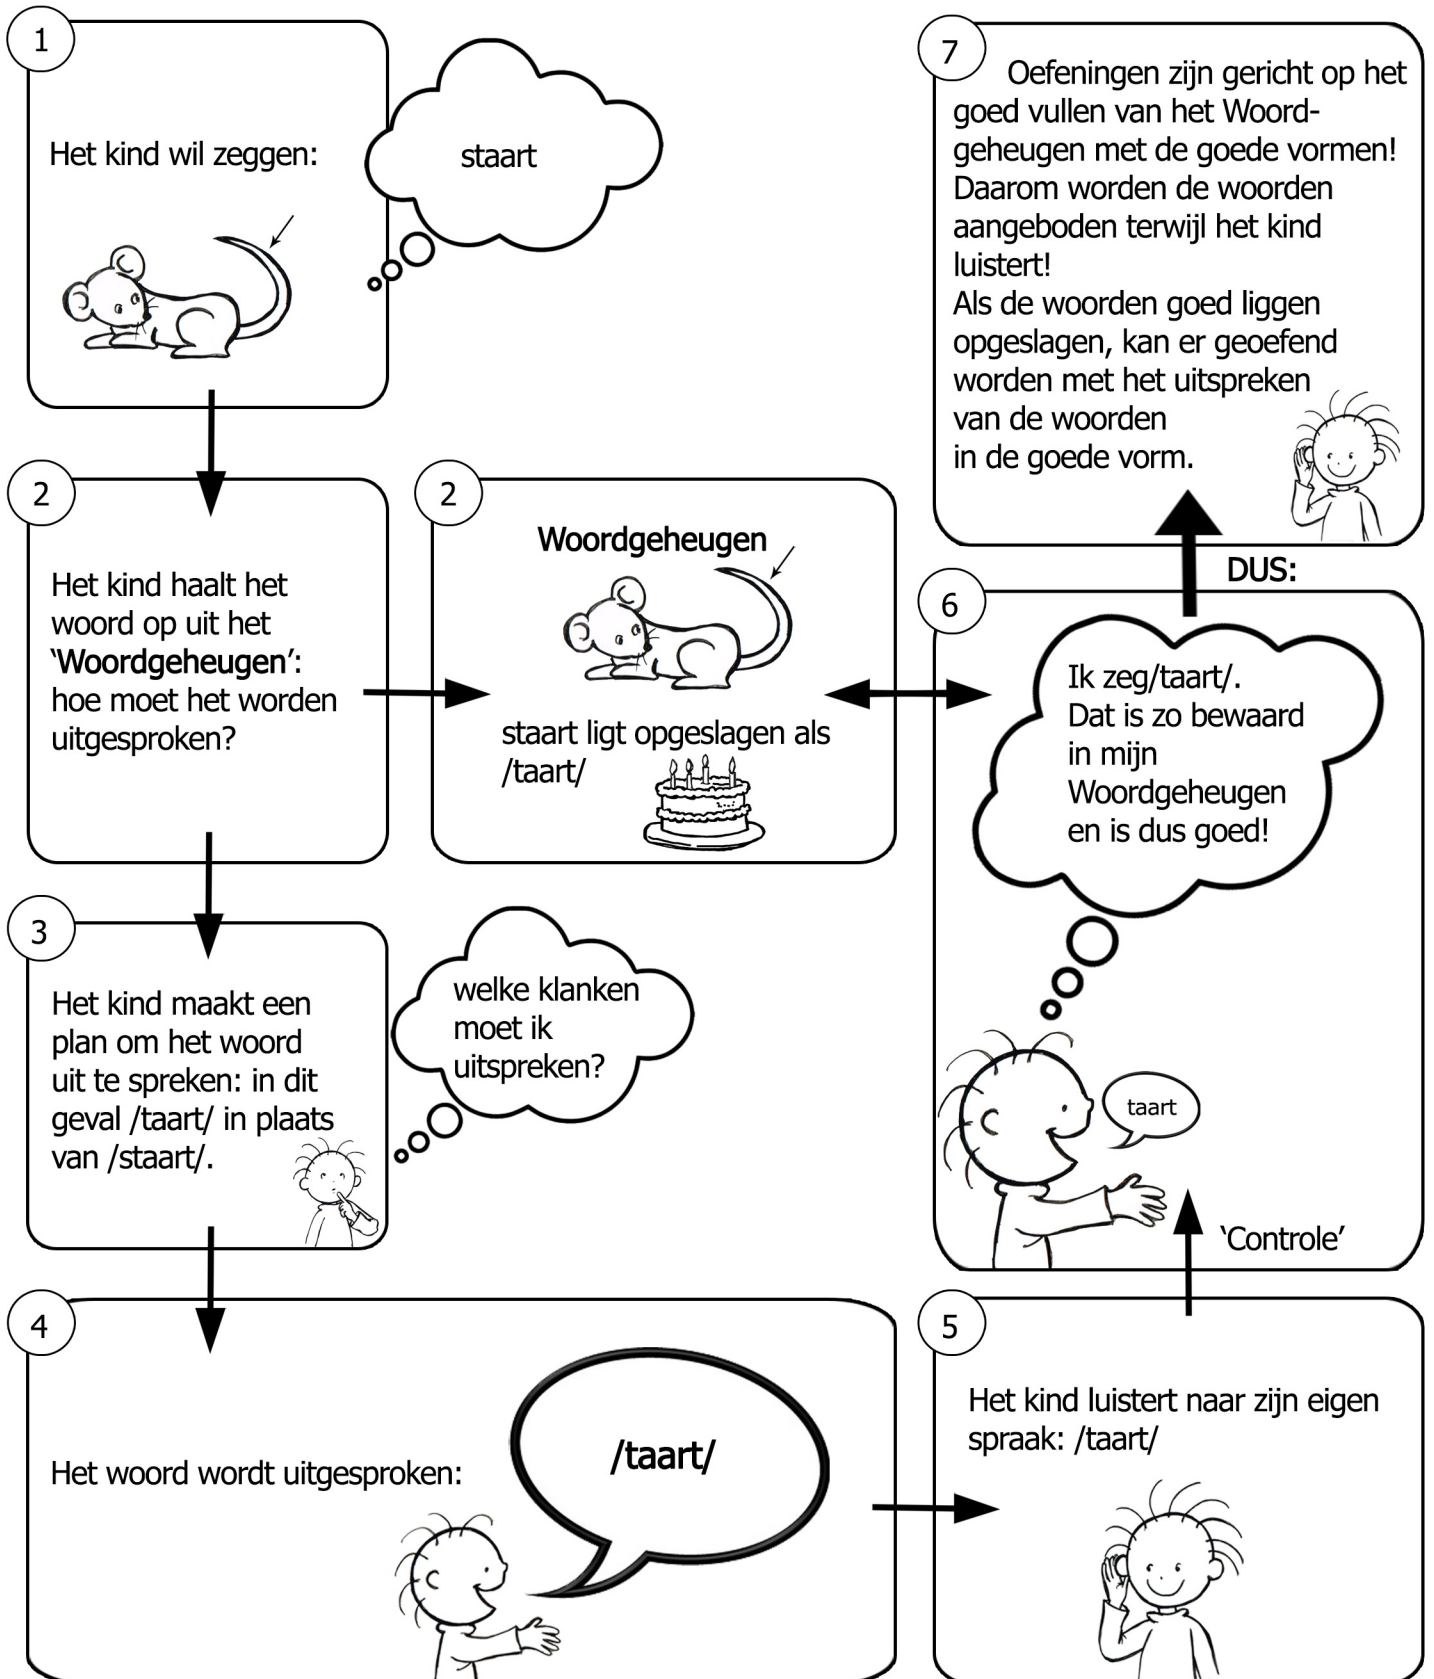 1
Het kind wil zeggen:
staart
2
Het kind haalt het
woord op uit het
‘Woordgeheugen’:
hoe moet het worden
uitgesproken?
2
Woordgeheugen
staart ligt opgeslagen als
/taart/
3
Het kind maakt een
plan om het woord
uit te spreken: in dit
geval /taart/ in plaats
van /staart/.
welke klanken
moet ik
uitspreken?
4
Het woord wordt uitgesproken:
/taart/
5
Het kind luistert naar zijn eigen
spraak: /taart/
6
Ik zeg/taart/.
Dat is zo bewaard
in mijn
Woordgeheugen
en is dus goed!
taart
‘Controle’
DUS:
7
Oefeningen zijn gericht op het
goed vullen van het Woord-
geheugen met de goede vormen!
Daarom worden de woorden
aangeboden terwijl het kind
luistert!
Als de woorden goed liggen
opgeslagen, kan er geoefend
worden met het uitspreken
van de woorden
in de goede vorm.